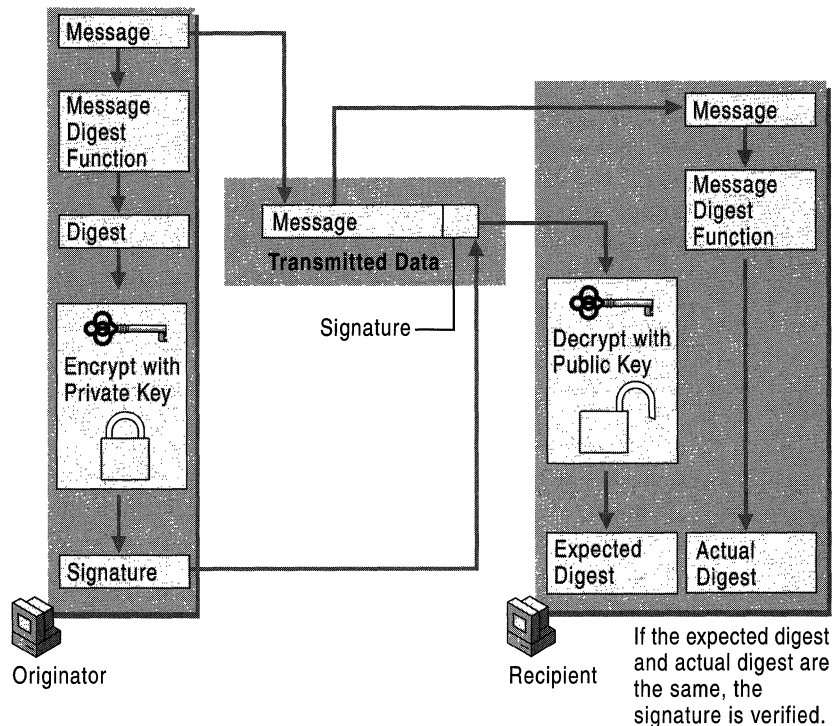 Message
Message
Digest
Function
Digest
Encrypt with
Private Key
Signature
Originator
Message
Transmitted Data
Signature
Message
Message
Digest
Function
Decrypt with
Public Key
Expected
Digest
Actual
Digest
Recipient
If the expected digest
and actual digest are
the same, the
signature is verified.